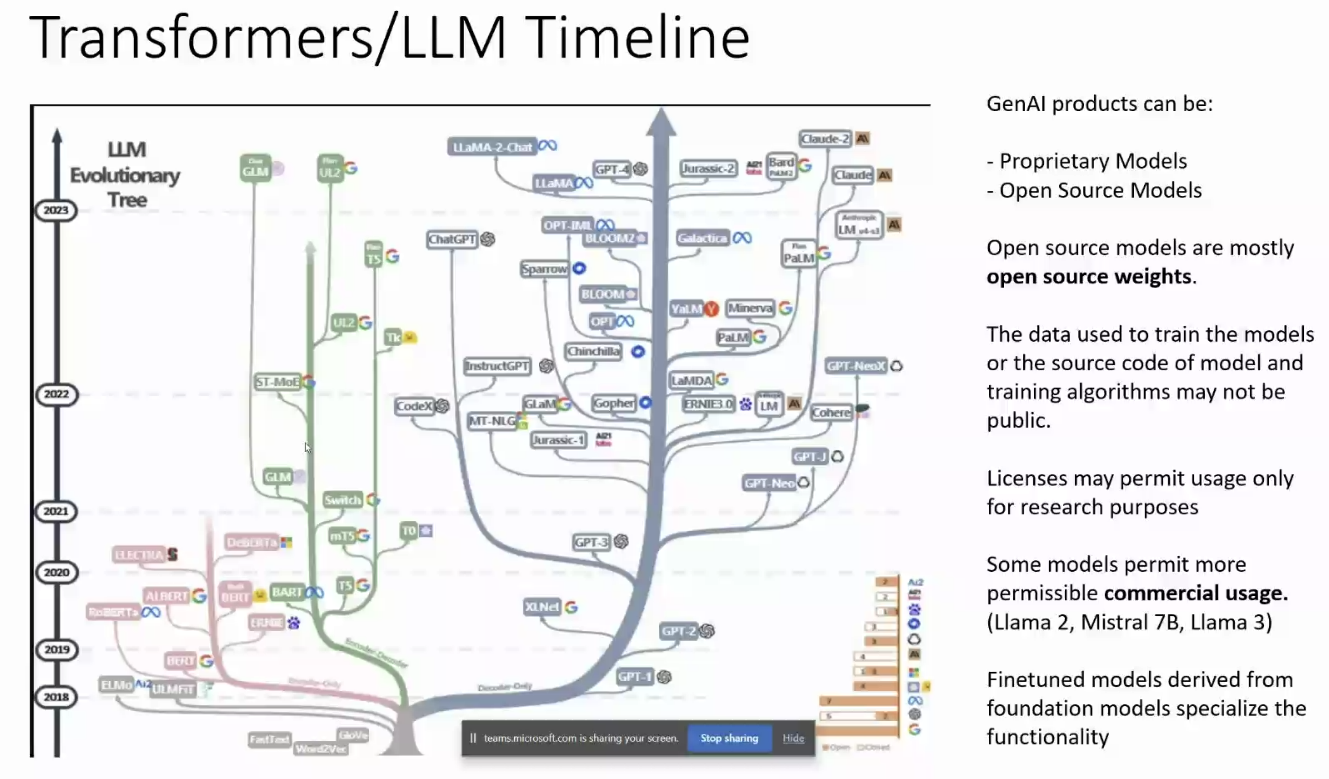 Transformers/LLM Timeline
LLM
Evolutionary
Tree
2023
2022
2021
2020
2019
2018
GLM
UL2
LLaMA-2-Chat
LLaMA
GPT-4
Jurassic-2
AI21 labs
Bard
PaLM2
Claude-2
Claude
Anthropic
LM v4-s3
OPT-IML
BLOOMZ
Galactica
ChatGPT
Flan
T5
Flan
PaLM
Sparrow
BLOOM
YaLM
Minerva
UL2
OPT
Tk
PaLM
Chinchilla
InstructGPT
GPT-NeoX
ST-MoE
LaMDA
CodeX
GLaM
Gopher
ERNIE3.0
LM
Cohere
MT-NLG
Jurassic-1
AI21 labs
GPT-J
GLM
GPT-Neo
Switch
mT5
T0
ELECTRA
DeBERTa
GPT-3
ALBERT
BERT
BART
T5
RoBERTa
ERNIE
XLNet
GPT-2
BERT
ELMo
AI2
ULMFiT
GPT-1
Encoder-Only
Encoder-Decoder
Decoder-Only
FastText
GloVe
Word2Vec
Open
Closed
teams.microsoft.com is sharing your screen.
Stop sharing
Hide
GenAI products can be:
- Proprietary Models
- Open Source Models
Open source models are mostly
open source weights.
The data used to train the models
or the source code of model and
training algorithms may not be
public.
Licenses may permit usage only
for research purposes
Some models permit more
permissible commercial usage.
(Llama 2, Mistral 7B, Llama 3)
Finetuned models derived from
foundation models specialize the
functionality